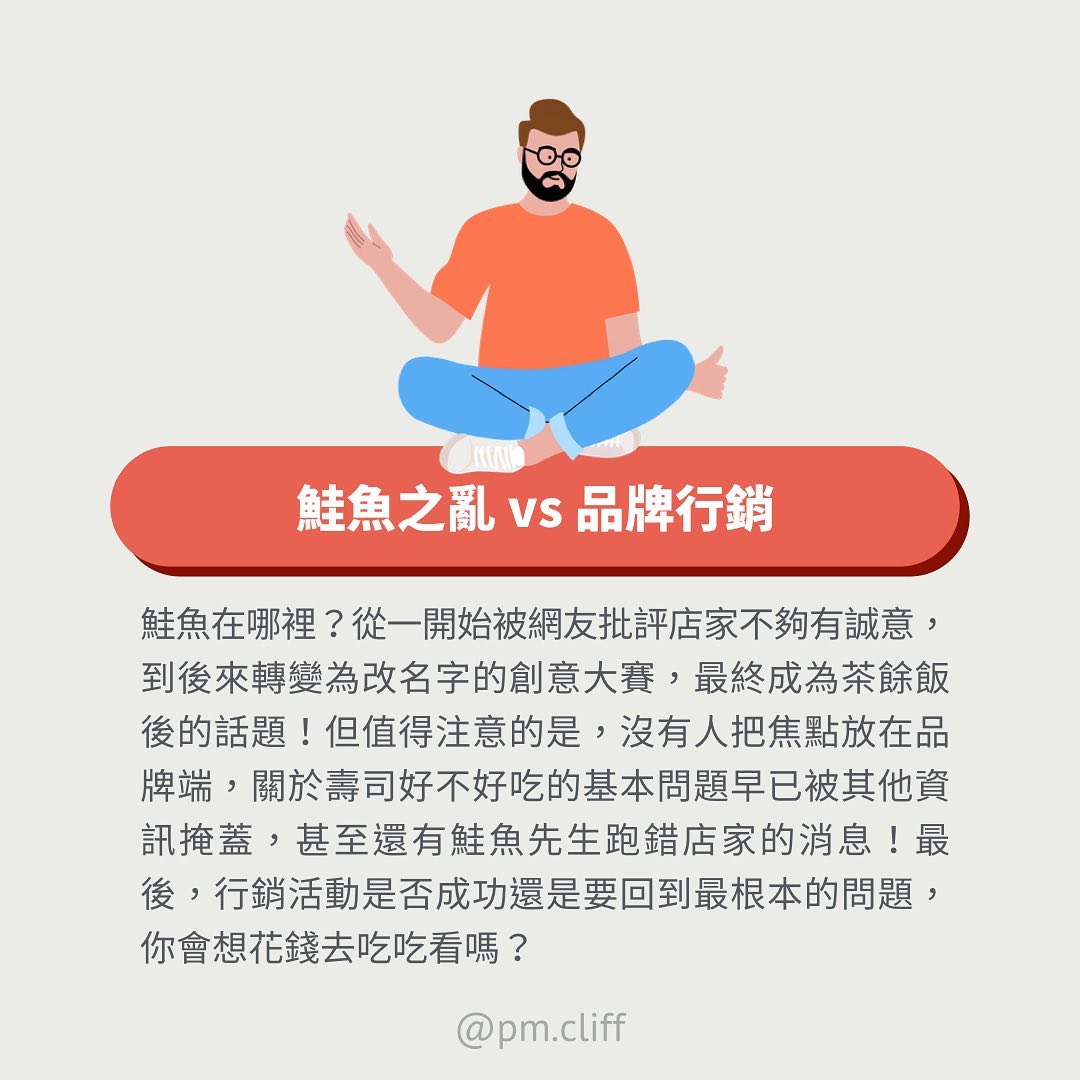 鮭魚之亂 vs 品牌行銷
鮭魚在哪裡？從一開始被網友批評店家不夠有誠意，
到後來轉變為改名字的創意大賽，最終成為茶餘飯
後的話題！但值得注意的是，沒有人把焦點放在品
牌端，關於壽司好不好吃的基本問題早已被其他資
訊掩蓋，甚至還有鮭魚先生跑錯店家的消息！最
後，行銷活動是否成功還是要回到最根本的問題，
你會想花錢去吃吃看嗎？
@pm.cliff